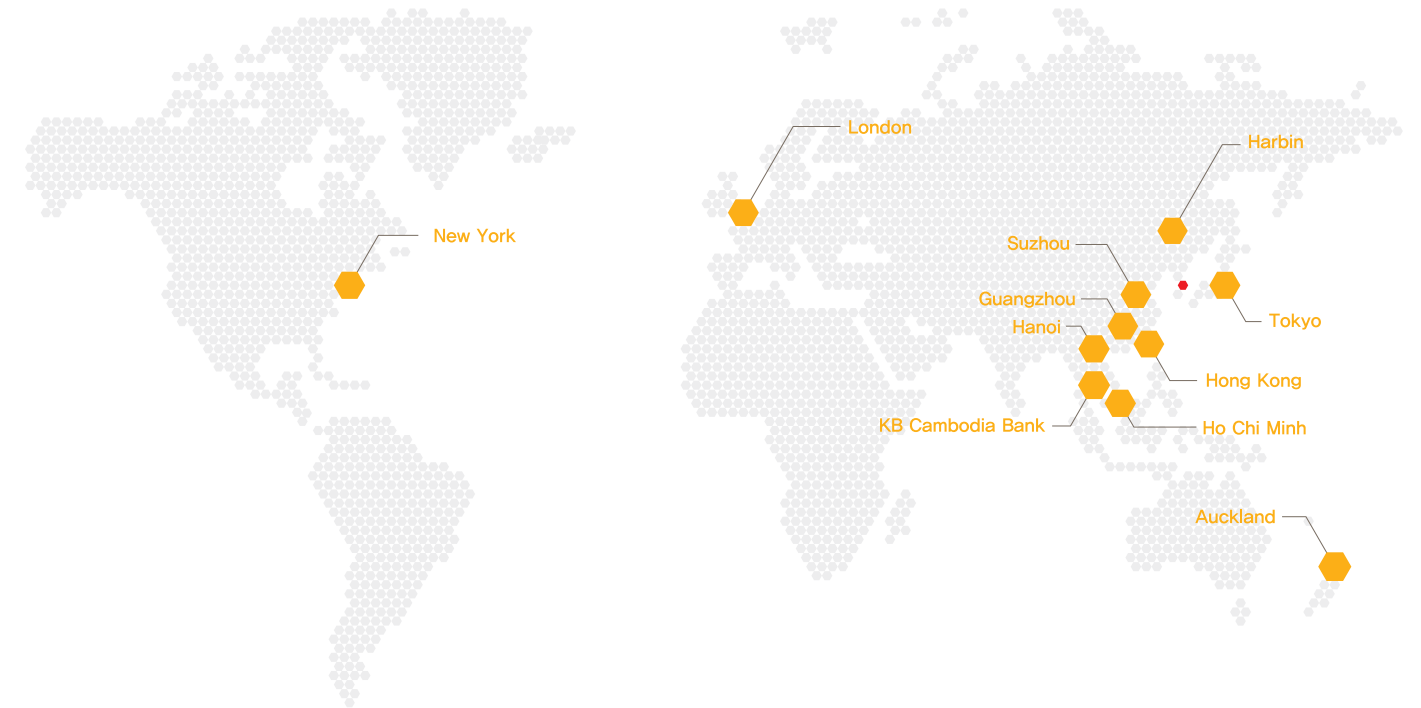 London
Harbin
New York
Suzhou
Guangzhou
Hanoi
Tokyo
Hong Kong
KB Cambodia Bank
Ho Chi Minh
Auckland